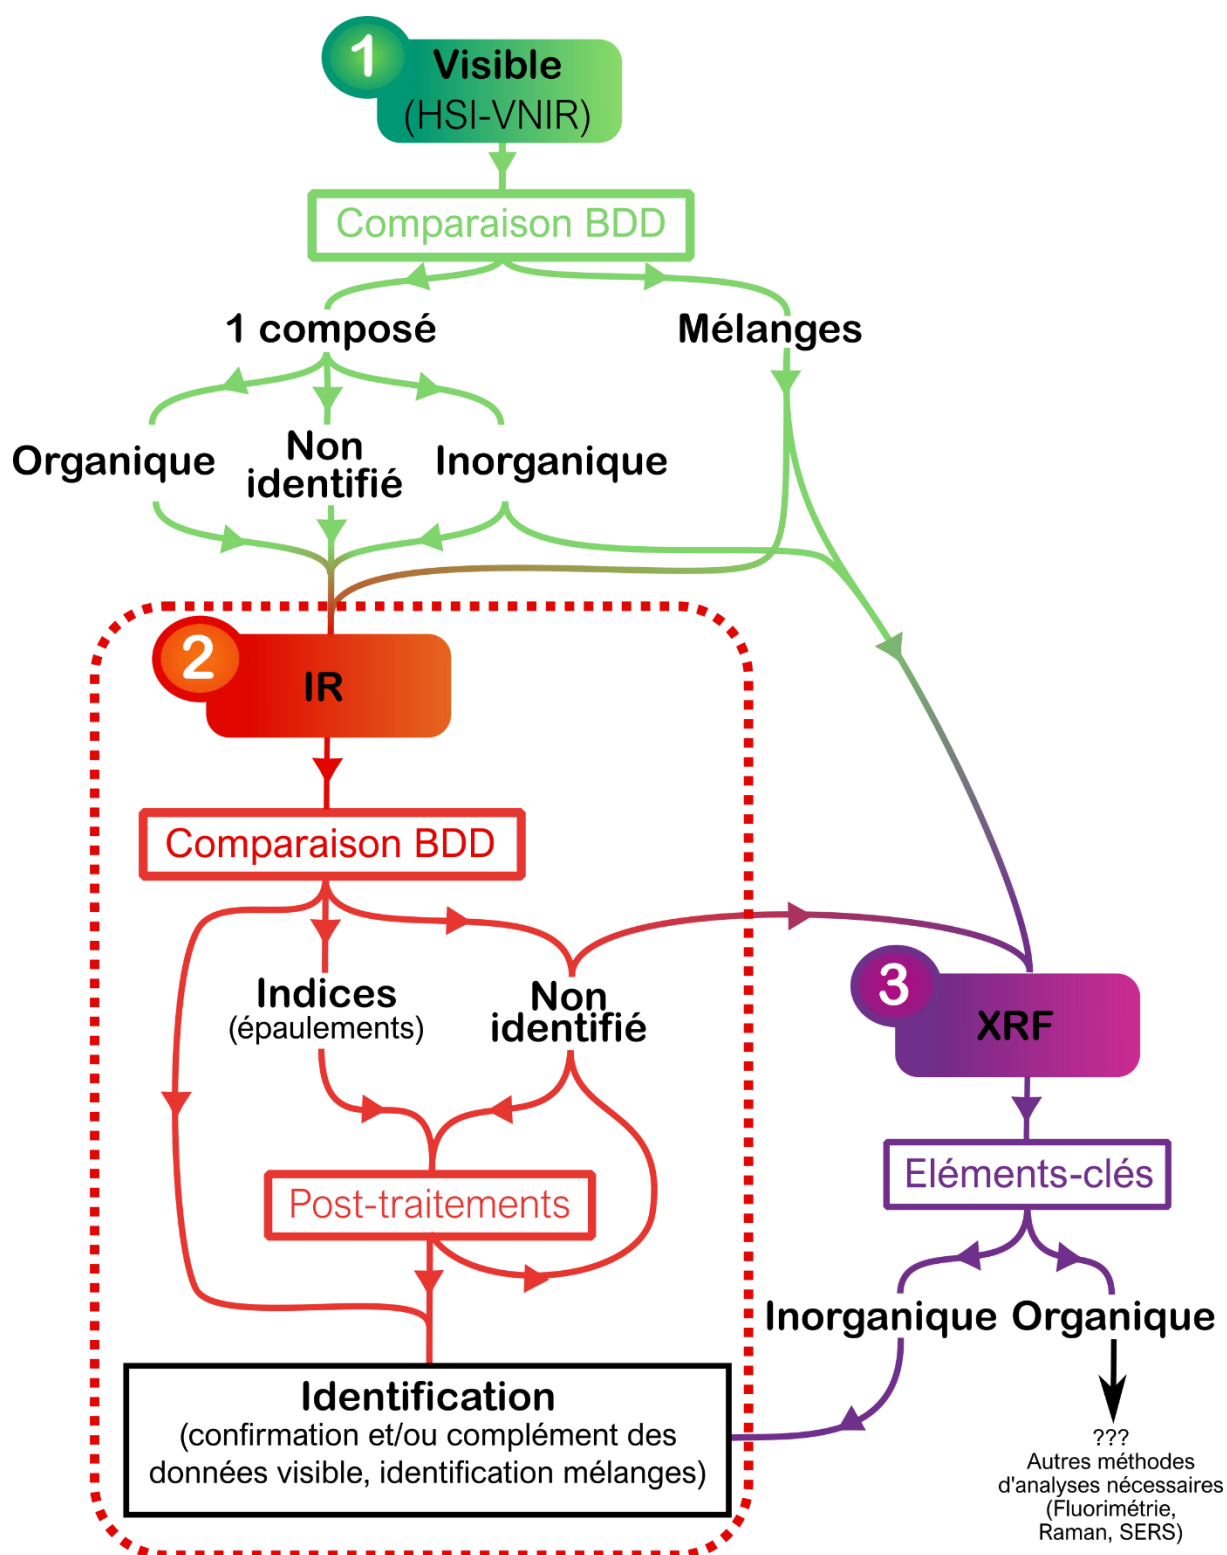 1
Visible
(HSI-VNIR)
Comparaison BDD
1 composé
Mélanges
Organique
Non
identifié
Inorganique
2
IR
Comparaison BDD
Indices
(épaulements)
Non
identifié
3
XRF
Post-traitements
Eléments-clés
Inorganique
Organique
Identification
(confirmation et/ou complément des
données visible, identification mélanges)
???
Autres méthodes
d'analyses nécessaires
(Fluorimétrie,
Raman, SERS)